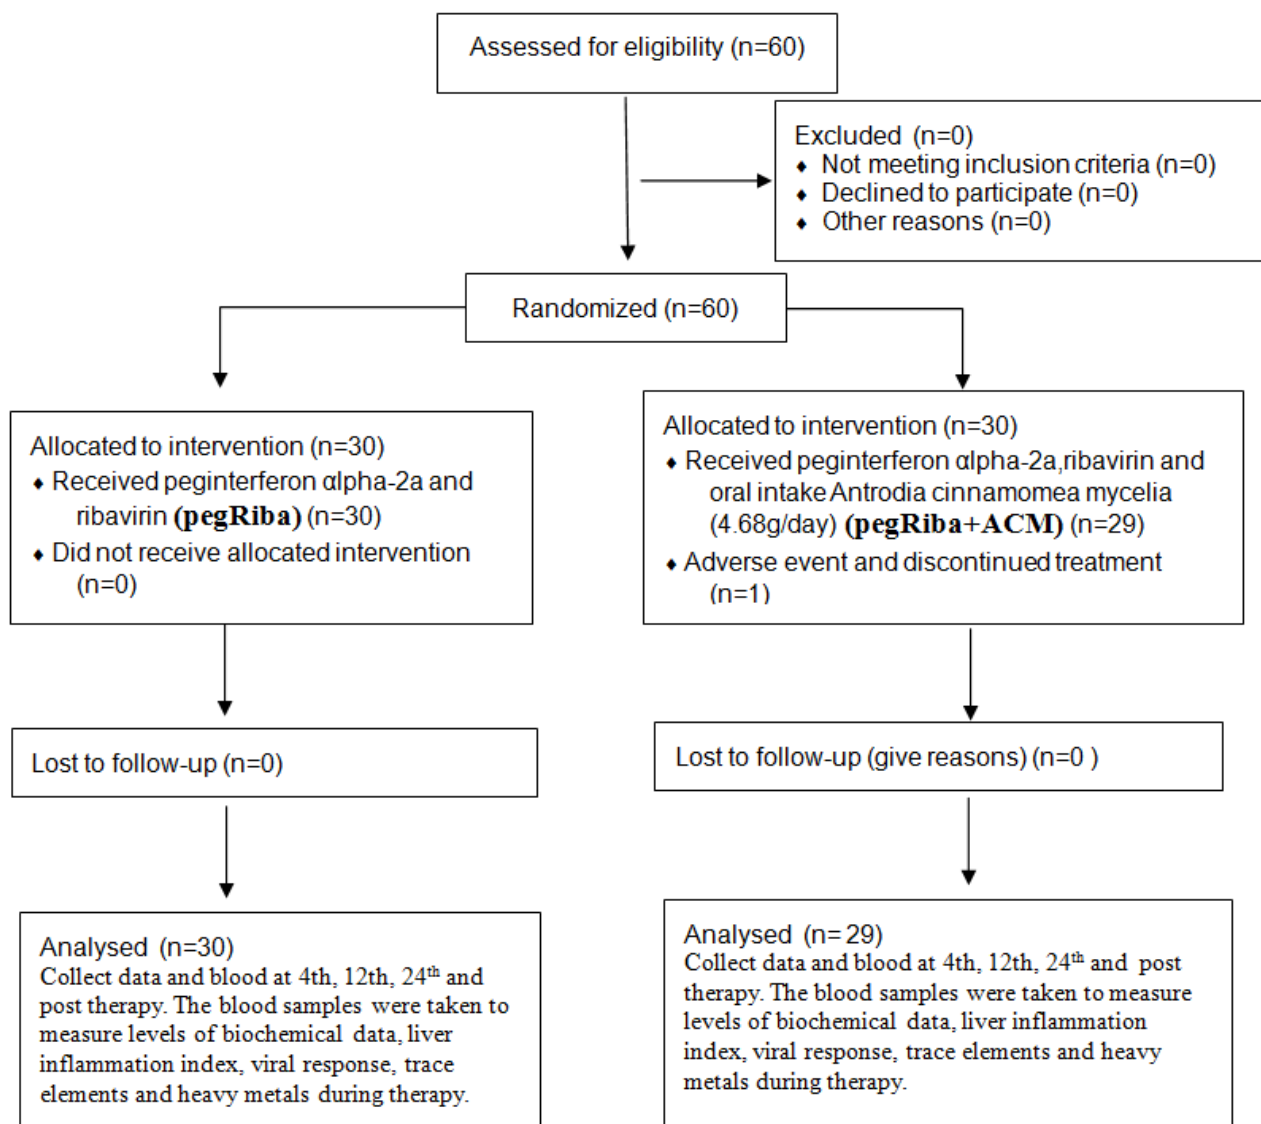 Assessed for eligibility (n=60)
Excluded (n=0)
♦ Not meeting inclusion criteria (n=0)
♦ Declined to participate (n=0)
♦ Other reasons (n=0)
Randomized (n=60)
Allocated to intervention (n=30)
♦ Received peginterferon αlpha-2a and
ribavirin (pegRiba) (n=30)
♦ Did not receive allocated intervention
(n=0)
Allocated to intervention (n=30)
♦ Received peginterferon αlpha-2a,ribavirin and
oral intake Antrodia cinnamomea mycelia
(4.68g/day) (pegRiba+ACM) (n=29)
♦ Adverse event and discontinued treatment
(n=1)
Lost to follow-up (n=0)
Lost to follow-up (give reasons) (n=0 )
Analysed (n=30)
Collect data and blood at 4th, 12th, 24th and
post therapy. The blood samples were taken to
measure levels of biochemical data, liver
inflammation index, viral response, trace
elements and heavy metals during therapy.
Analysed (n= 29)
Collect data and blood at 4th, 12th, 24th and post
therapy. The blood samples were taken to measure
levels of biochemical data, liver inflammation
index, viral response, trace elements and heavy
metals during therapy.